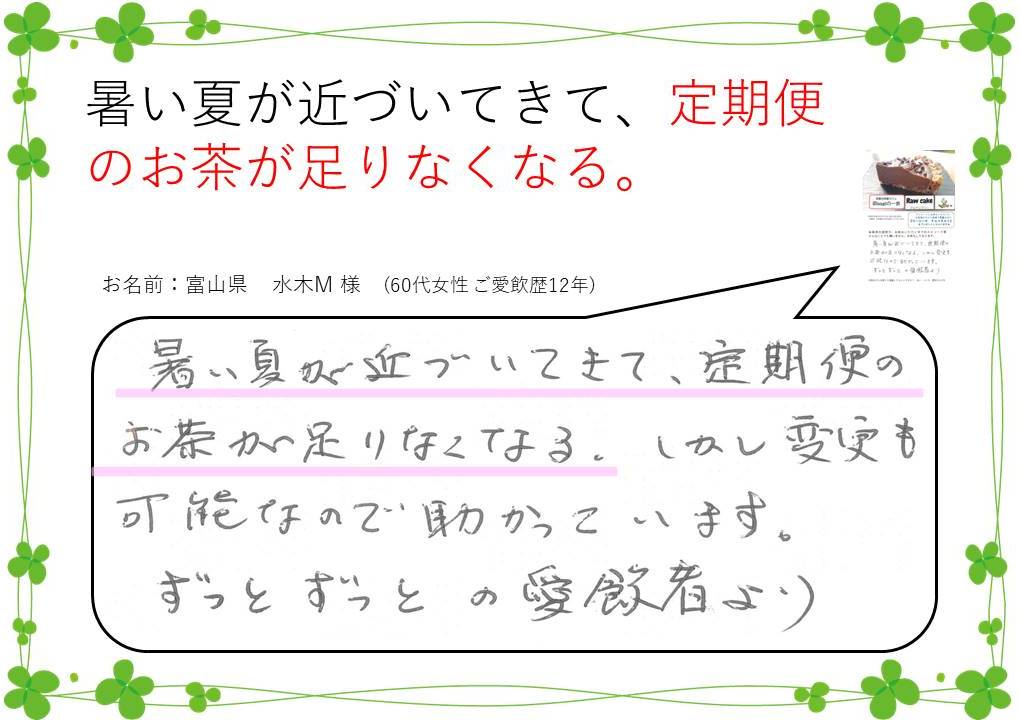 暑い夏が近づいてきて、定期便
のお茶が足りなくなる。
Raw cake
お名前：富山県　水木M 様　(60代女性 ご愛飲歴12年)
暑い夏が近づいてきて、定期便の
お茶が足りなくなる。しかし変更も
可能なので助かっています。
ずっとずっとの愛飲者より